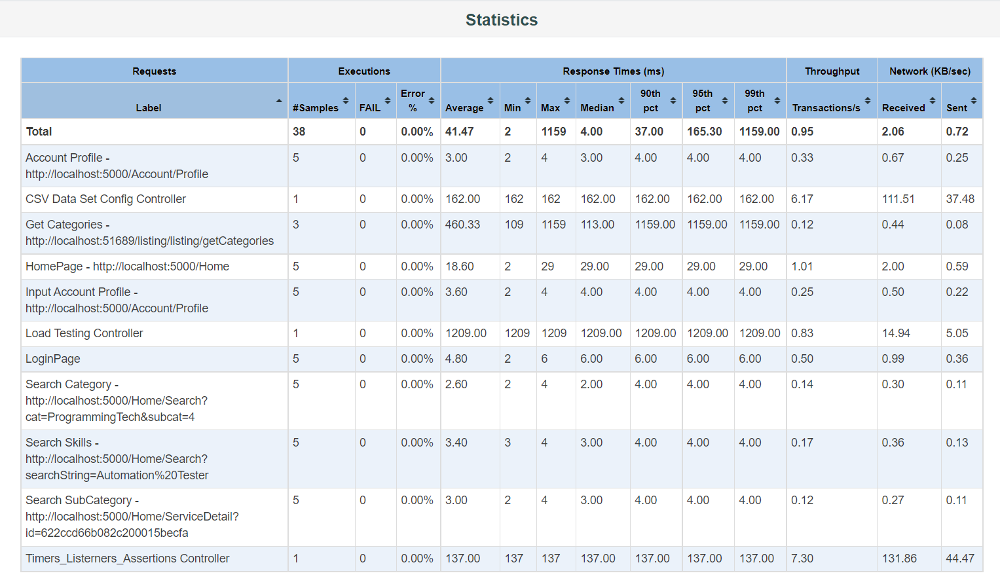 Statistics
Requests Executions Response Times (ms) Throughput Network (KB/sec)
Label #Samples FAIL Error % Average Min Max Median 90th pct 95th pct 99th pct Transactions/s Received Sent
Total 38 0 0.00% 41.47 2 1159 4.00 37.00 165.30 1159.00 0.95 2.06 0.72
Account Profile - 5 0 0.00% 3.00 2 4 3.00 4.00 4.00 4.00 0.33 0.67 0.25
http://localhost:5000/Account/Profile
CSV Data Set Config Controller 1 0 0.00% 162.00 162 162 162.00 162.00 162.00 162.00 6.17 111.51 37.48
Get Categories - 3 0 0.00% 460.33 109 1159 113.00 1159.00 1159.00 1159.00 0.12 0.44 0.08
http://localhost:51689/listing/listing/getCategories
HomePage - http://localhost:5000/Home 5 0 0.00% 18.60 2 29 29.00 29.00 29.00 29.00 1.01 2.00 0.59
Input Account Profile - 5 0 0.00% 3.60 2 4 4.00 4.00 4.00 4.00 0.25 0.50 0.22
http://localhost:5000/Account/Profile
Load Testing Controller 1 0 0.00% 1209.00 1209 1209 1209.00 1209.00 1209.00 1209.00 0.83 14.94 5.05
LoginPage 5 0 0.00% 4.80 2 6 6.00 6.00 6.00 6.00 0.50 0.99 0.36
Search Category - 5 0 0.00% 2.60 2 4 2.00 4.00 4.00 4.00 0.14 0.30 0.11
http://localhost:5000/Home/Search?
cat=ProgrammingTech&subcat=4
Search Skills - 5 0 0.00% 3.40 3 4 3.00 4.00 4.00 4.00 0.17 0.36 0.13
http://localhost:5000/Home/Search?
searchString=Automation%20Tester
Search SubCategory - 5 0 0.00% 3.00 2 4 3.00 4.00 4.00 4.00 0.12 0.27 0.11
http://localhost:5000/Home/ServiceDetail?
id=622ccd66b082c200015becfa
Timers_Listerners_Assertions Controller 1 0 0.00% 137.00 137 137 137.00 137.00 137.00 137.00 7.30 131.86 44.47